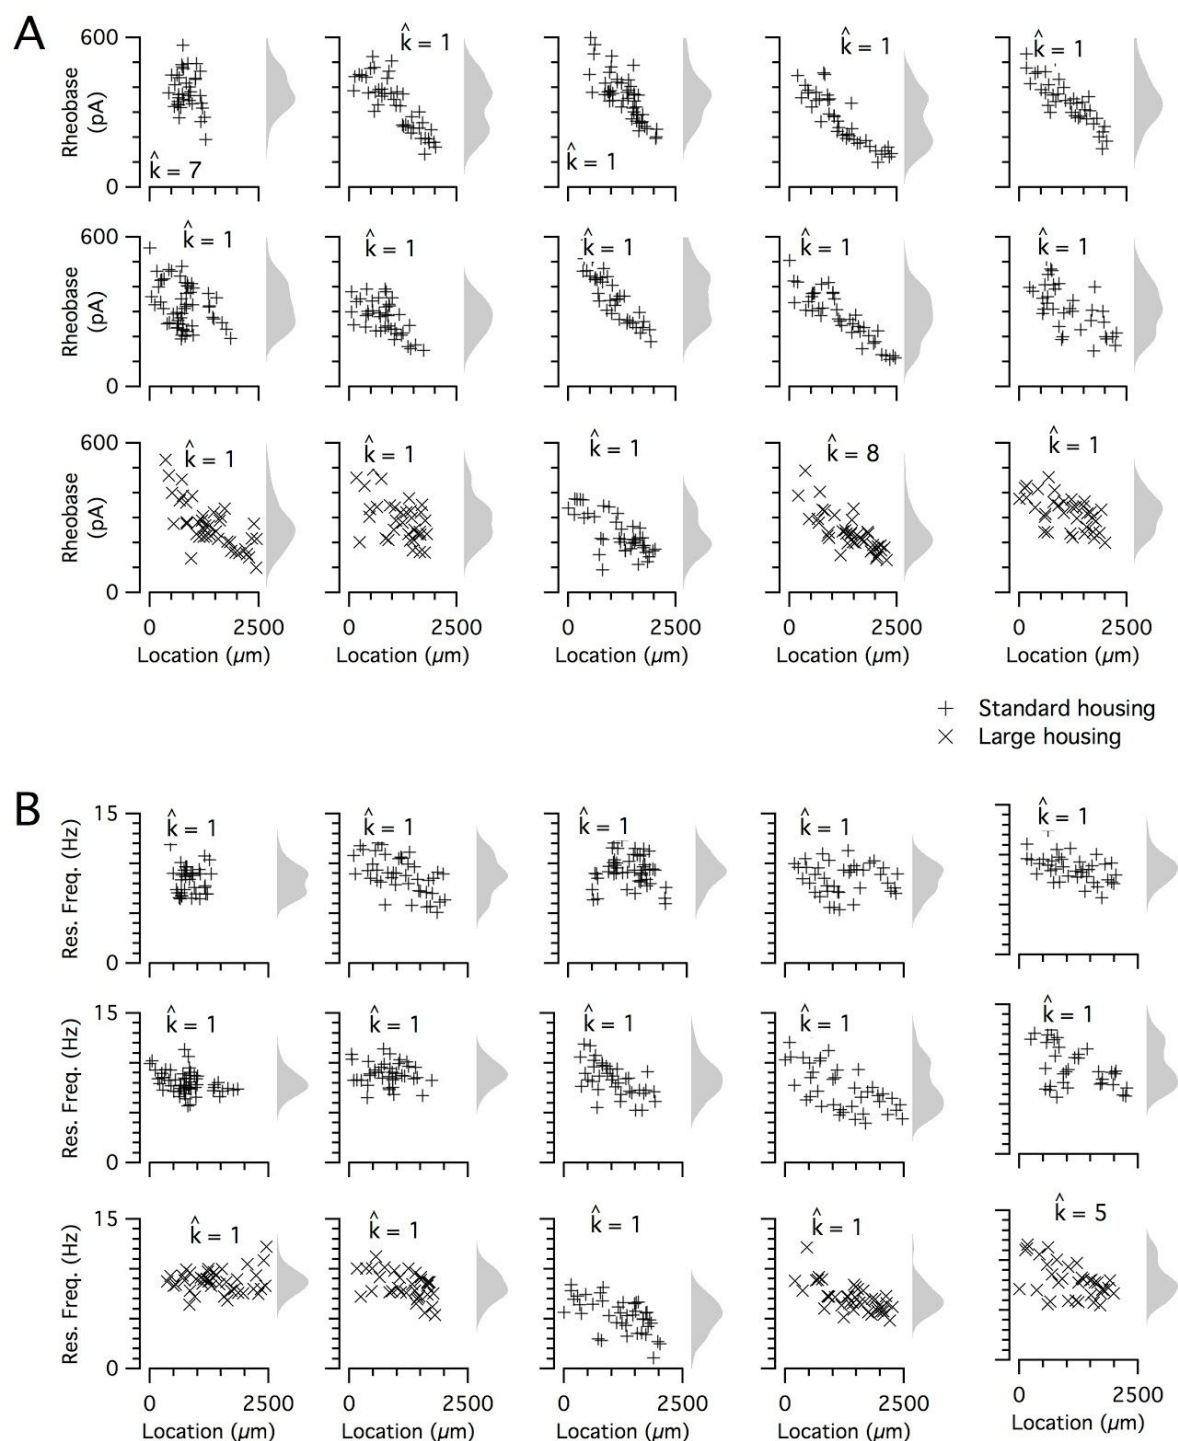 A
600
Rheobase
(pA)
0
k̂ = 7
k̂ = 1
k̂ = 1
k̂ = 1
k̂ = 1
600
Rheobase
(pA)
0
k̂ = 1
k̂ = 1
k̂ = 1
k̂ = 1
k̂ = 1
600
Rheobase
(pA)
0
k̂ = 1
k̂ = 1
k̂ = 1
k̂ = 8
k̂ = 1
0 2500 0 2500 0 2500 0 2500 0 2500
Location (µm) Location (µm) Location (µm) Location (µm) Location (µm)
+ Standard housing
× Large housing
B
15
Res. Freq. (Hz)
0
k̂ = 1
k̂ = 1
k̂ = 1
k̂ = 1
k̂ = 1
15
Res. Freq. (Hz)
0
k̂ = 1
k̂ = 1
k̂ = 1
k̂ = 1
k̂ = 1
15
Res. Freq. (Hz)
0
k̂ = 1
k̂ = 1
k̂ = 1
k̂ = 1
k̂ = 5
0 2500 0 2500 0 2500 0 2500 0 2500
Location (µm) Location (µm) Location (µm) Location (µm) Location (µm)